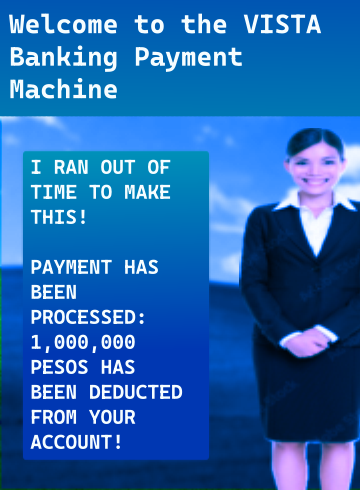 Welcome to the VISTA
Banking Payment
Machine
I RAN OUT OF
TIME TO MAKE
THIS!
PAYMENT HAS
BEEN
PROCESSED:
1,000,000
PESOS HAS
BEEN DEDUCTED
FROM YOUR
ACCOUNT!